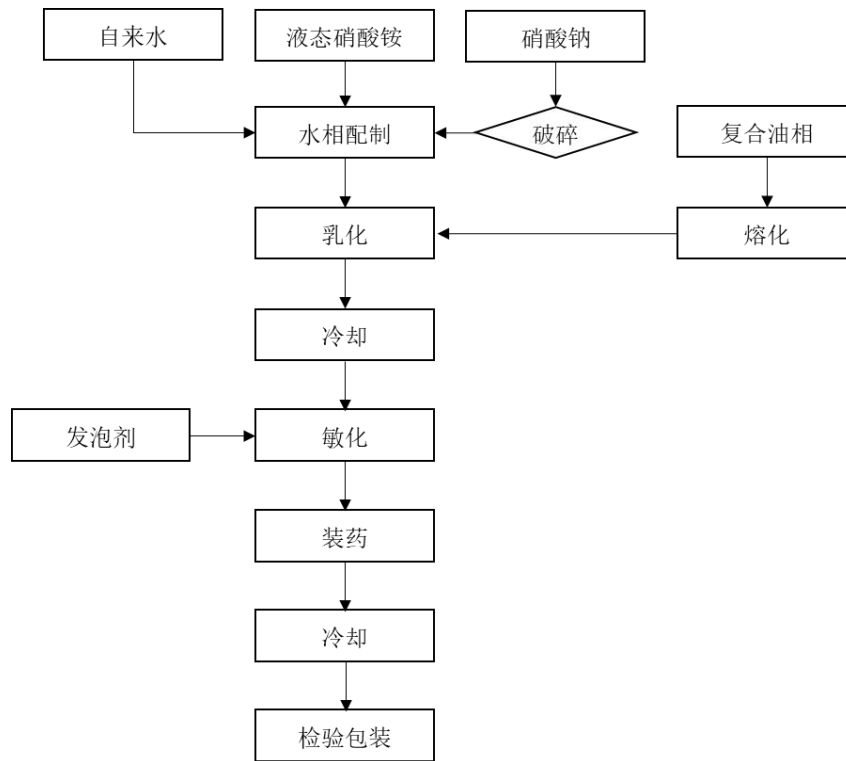 自来水
液态硝酸铵
硝酸钠
水相配制
破碎
复合油相
乳化
熔化
冷却
发泡剂
敏化
装药
冷却
检验包装